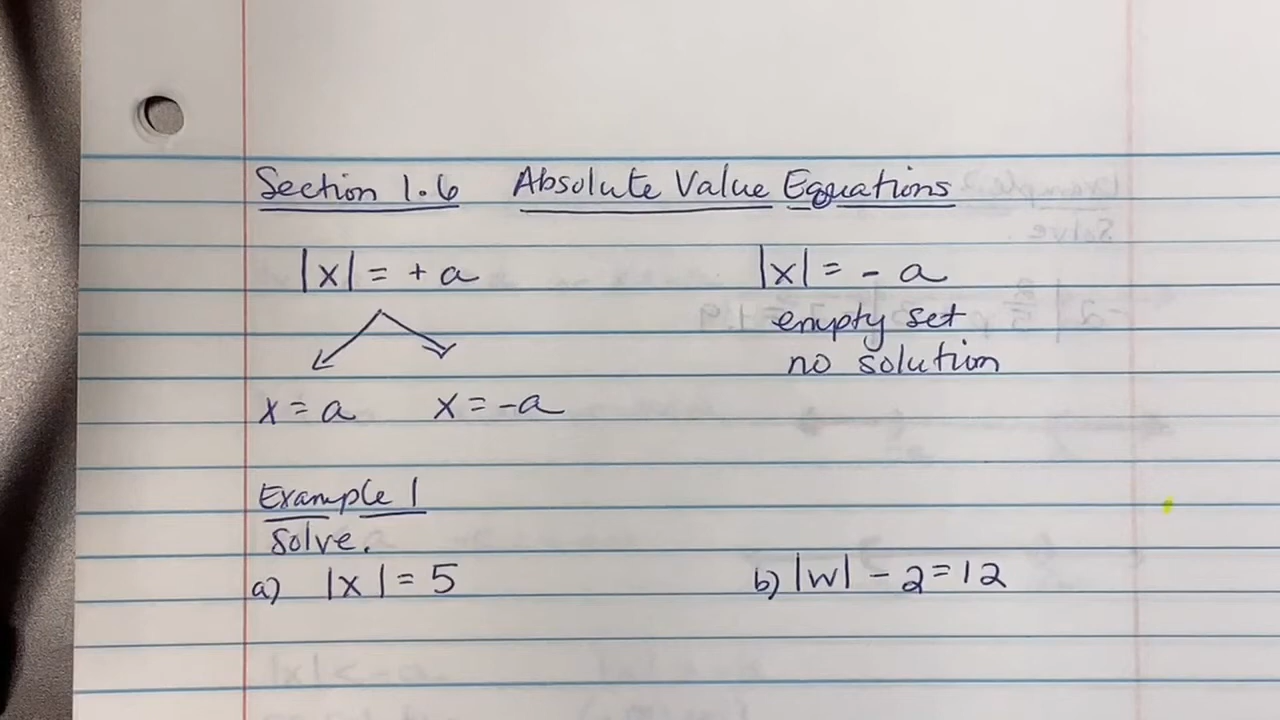 Section 1.6 Absolute Value Equations
|x| = + a
|x| = - a
empty set
no solution
x = a x = -a
Example 1
Solve.
a) |x| = 5
b) |w| - 2 = 12